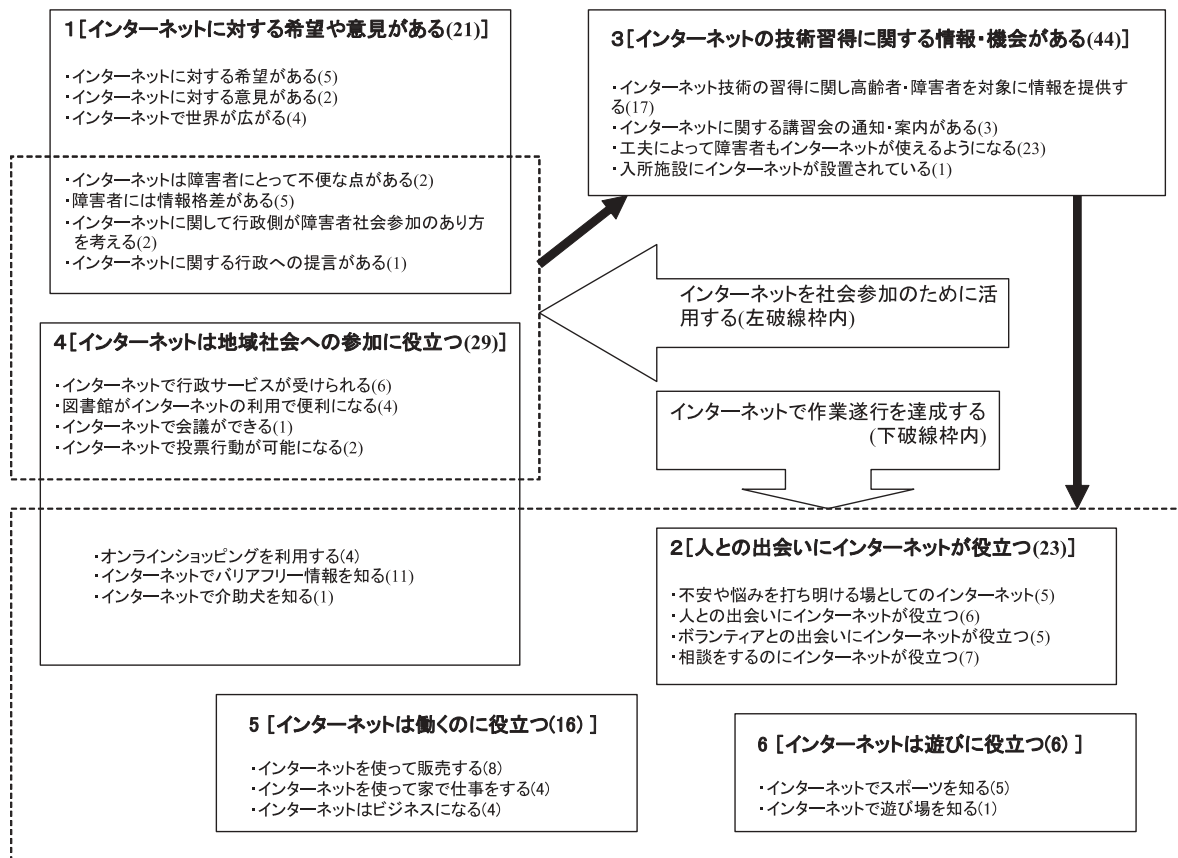 1[インターネットに対する希望や意見がある(21)]
・インターネットに対する希望がある(5)
・インターネットに対する意見がある(2)
・インターネットで世界が広がる(4)
・インターネットは障害者にとって不便な点がある(2)
・障害者には情報格差がある(5)
・インターネットに関して行政側が障害者社会参加のあり方
を考える(2)
・インターネットに関する行政への提言がある(1)
3[インターネットの技術習得に関する情報・機会がある(44)]
・インターネット技術の習得に関し高齢者・障害者を対象に情報を提供す
る(17)
・インターネットに関する講習会の通知・案内がある(3)
・工夫によって障害者もインターネットが使えるようになる(23)
・入所施設にインターネットが設置されている(1)
インターネットを社会参加のために活
用する(左破線枠内)
4[インターネットは地域社会への参加に役立つ(29)]
・インターネットで行政サービスが受けられる(6)
・図書館がインターネットの利用で便利になる(4)
・インターネットで会議ができる(1)
・インターネットで投票行動が可能になる(2)
・オンラインショッピングを利用する(4)
・インターネットでバリアフリー情報を知る(11)
・インターネットで介助犬を知る(1)
インターネットで作業遂行を達成する
(下破線枠内)
2[人との出会いにインターネットが役立つ(23)]
・不安や悩みを打ち明ける場としてのインターネット(5)
・人との出会いにインターネットが役立つ(6)
・ボランティアとの出会いにインターネットが役立つ(5)
・相談をするのにインターネットが役立つ(7)
5 [インターネットは働くのに役立つ(16) ]
・インターネットを使って販売する(8)
・インターネットを使って家で仕事をする(4)
・インターネットはビジネスになる(4)
6 [インターネットは遊びに役立つ(6) ]
・インターネットでスポーツを知る(5)
・インターネットで遊び場を知る(1)